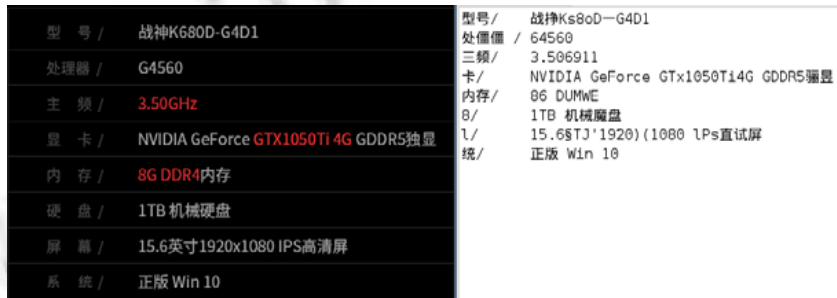 型 号 / 战神K680D-G4D1
处理器 / G4560
主 频 / 3.50GHz
显 卡 / NVIDIA GeForce GTX1050Ti 4G GDDR5独显
内 存 / 8G DDR4内存
硬 盘 / 1TB 机械硬盘
屏 幕 / 15.6英寸1920x1080 IPS高清屏
系 统 / 正版 Win 10
型号/ 战挣Ks8oD一G4D1
处僵僵 / 64560
三频/ 3.506911
卡/ NVIDIA GeForce GTx1050Ti4G GDDR5骊显
内存/ 86 DUMWE
8/ 1TB 机械魔盘
l/ 15.6§TJ'1920)(1080 lPs直试屏
统/ 正版 Win 10